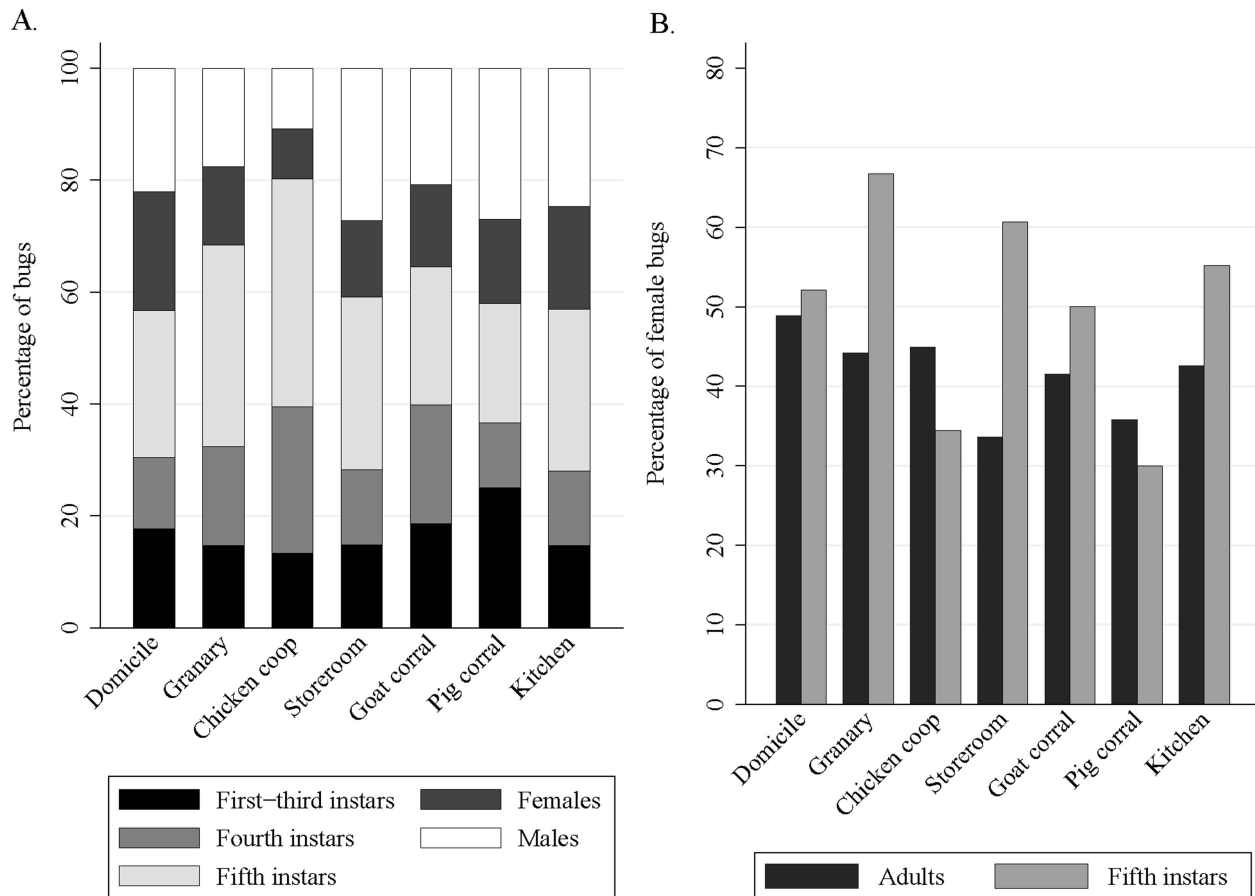 A.
Percentage of bugs
100
80
60
40
20
0
Domicile
Granary
Chicken coop
Storeroom
Goat corral
Pig corral
Kitchen
First−third instars
Females
Fourth instars
Males
Fifth instars
B.
Percentage of female bugs
80
70
60
50
40
30
20
10
0
Domicile
Granary
Chicken coop
Storeroom
Goat corral
Pig corral
Kitchen
Adults
Fifth instars